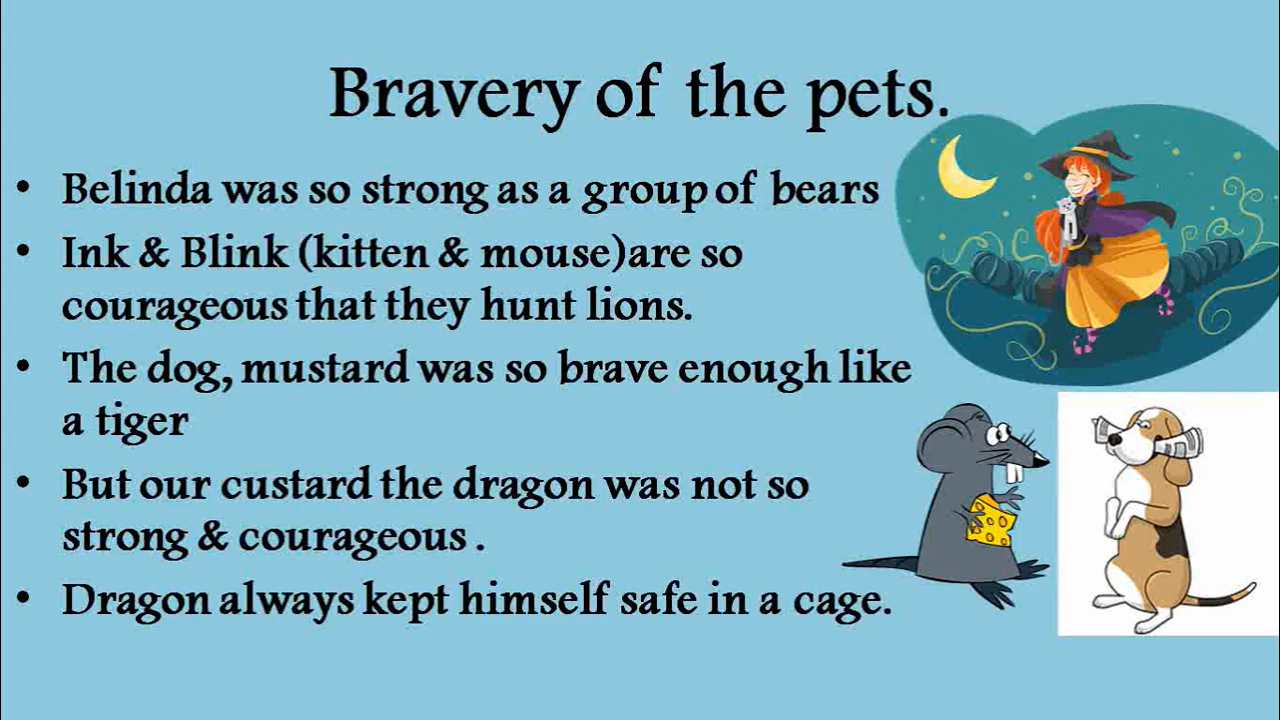 Bravery of the pets.
• Belinda was so strong as a group of bears
• Ink & Blink (kitten & mouse)are so
courageous that they hunt lions.
• The dog, mustard was so brave enough like
a tiger
• But our custard the dragon was not so
strong & courageous .
• Dragon always kept himself safe in a cage.